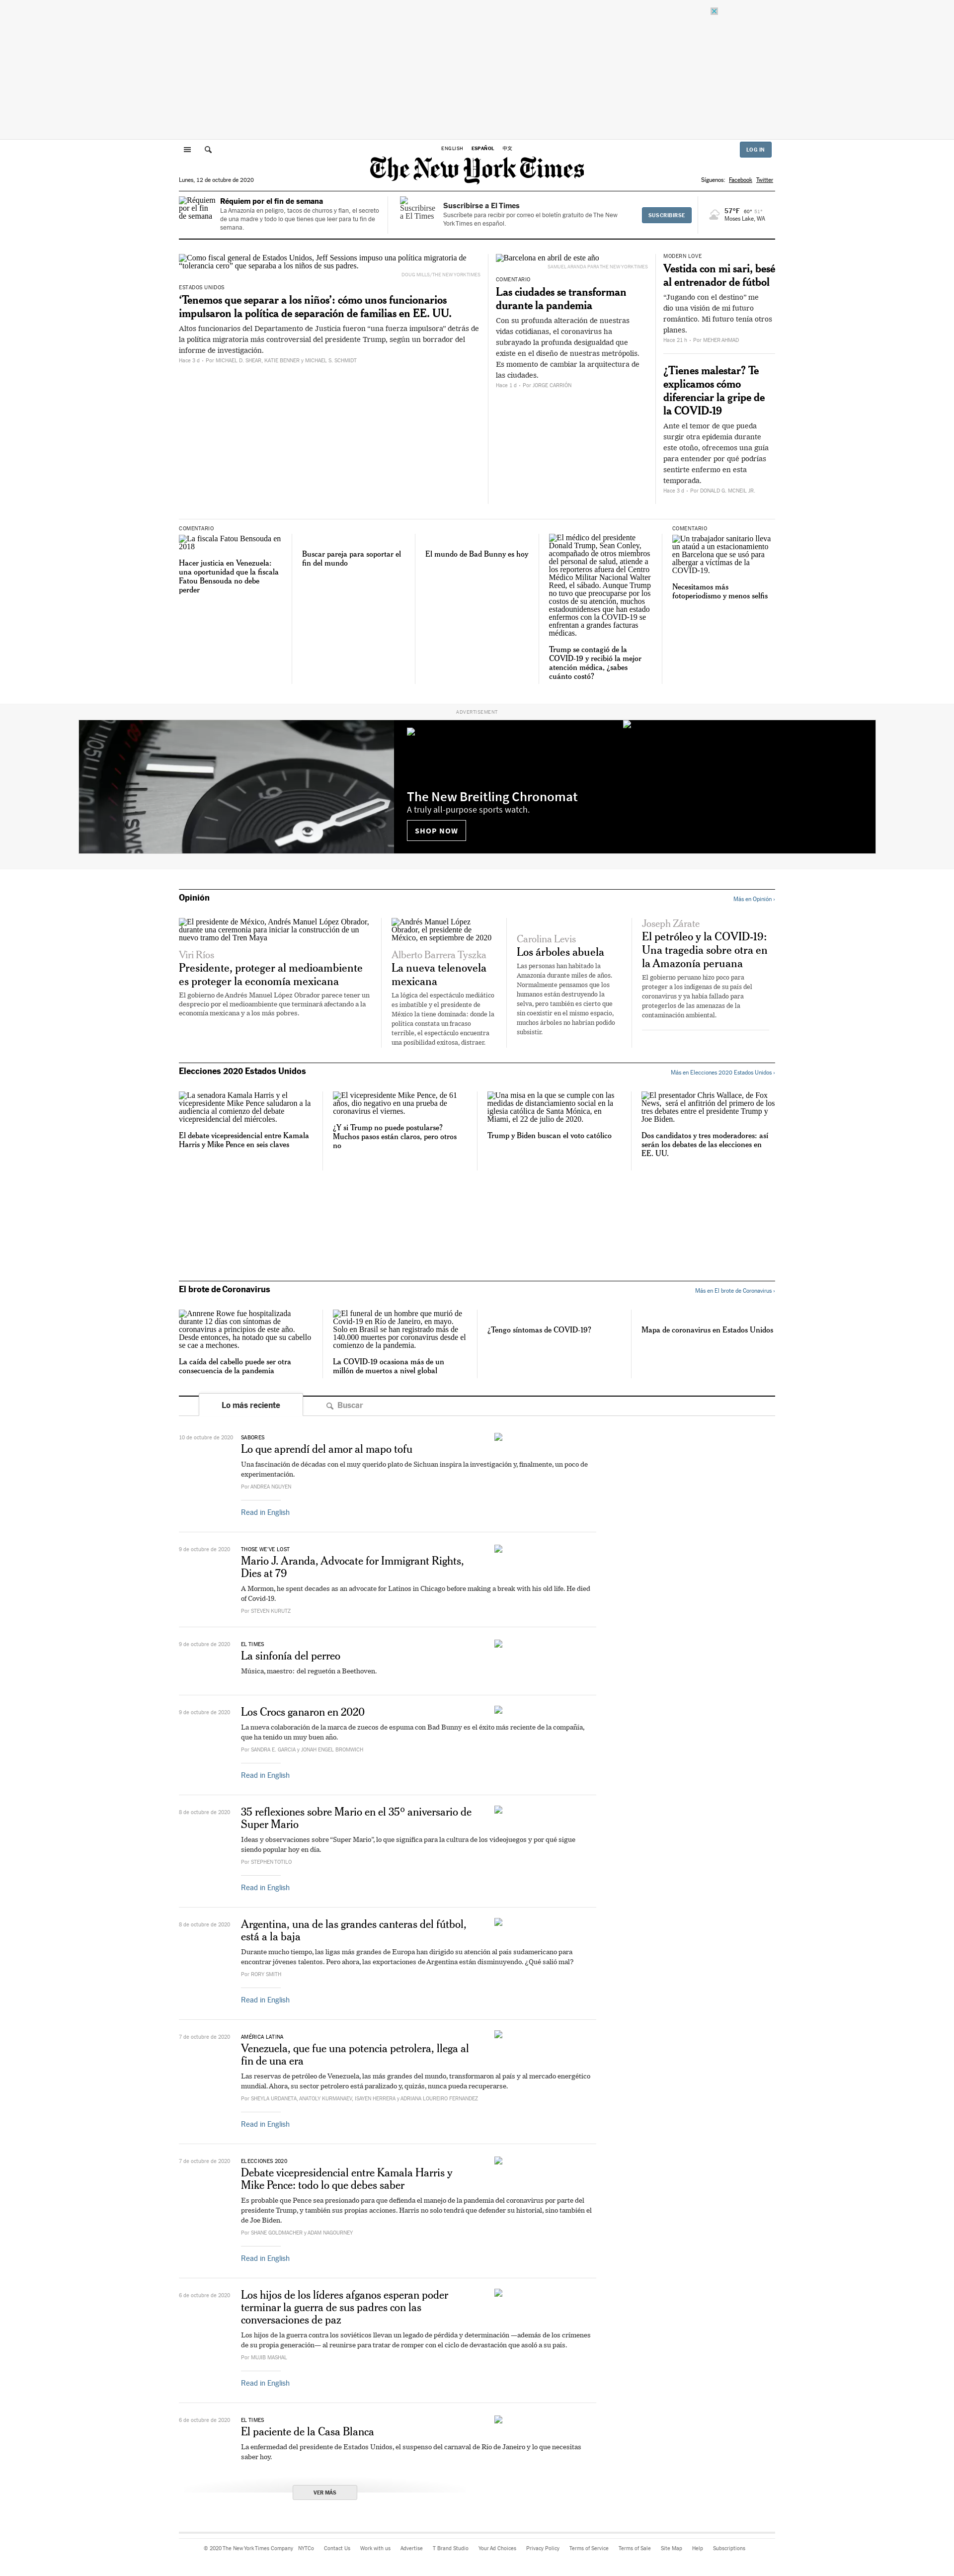 ENGLISH ESPAÑOL 中文
LOG IN
The New York Times
Lunes, 12 de octubre de 2020
Síguenos: Facebook Twitter
Réquiem por el fin de semana
Réquiem por el fin de semana
La Amazonía en peligro, tacos de churros y flan, el secreto
de una madre y todo lo que tienes que leer para tu fin de
semana.
Suscribirse a El Times
Suscribirse a El Times
Suscríbete para recibir por correo el boletín gratuito de The New
York Times en español.
SUSCRIBIRSE
57°F 60° 51°
Moses Lake, WA
Como fiscal general de Estados Unidos, Jeff Sessions impuso una política migratoria de
“tolerancia cero” que separaba a los niños de sus padres.
DOUG MILLS/THE NEW YORK TIMES
ESTADOS UNIDOS
‘Tenemos que separar a los niños’: cómo unos funcionarios
impulsaron la política de separación de familias en EE. UU.
Altos funcionarios del Departamento de Justicia fueron “una fuerza impulsora” detrás de
la política migratoria más controversial del presidente Trump, según un borrador del
informe de investigación.
Hace 3 d - Por MICHAEL D. SHEAR, KATIE BENNER y MICHAEL S. SCHMIDT
Barcelona en abril de este año
SAMUEL ARANDA PARA THE NEW YORK TIMES
COMENTARIO
Las ciudades se transforman
durante la pandemia
Con su profunda alteración de nuestras
vidas cotidianas, el coronavirus ha
subrayado la profunda desigualdad que
existe en el diseño de nuestras metrópolis.
Es momento de cambiar la arquitectura de
las ciudades.
Hace 1 d - Por JORGE CARRIÓN
MODERN LOVE
Vestida con mi sari, besé
al entrenador de fútbol
“Jugando con el destino” me
dio una visión de mi futuro
romántico. Mi futuro tenía otros
planes.
Hace 21 h - Por MEHER AHMAD
¿Tienes malestar? Te
explicamos cómo
diferenciar la gripe de
la COVID-19
Ante el temor de que pueda
surgir otra epidemia durante
este otoño, ofrecemos una guía
para entender por qué podrías
sentirte enfermo en esta
temporada.
Hace 3 d - Por DONALD G. MCNEIL JR.
COMENTARIO
La fiscala Fatou Bensouda en
2018
Hacer justicia en Venezuela:
una oportunidad que la fiscala
Fatou Bensouda no debe
perder
Buscar pareja para soportar el
fin del mundo
El mundo de Bad Bunny es hoy
El médico del presidente
Donald Trump, Sean Conley,
acompañado de otros miembros
del personal de salud, atiende a
los reporteros afuera del Centro
Médico Militar Nacional Walter
Reed, el sábado. Aunque Trump
no tuvo que preocuparse por los
costos de su atención, muchos
estadounidenses que han estado
enfermos con la COVID-19 se
enfrentan a grandes facturas
médicas.
Trump se contagió de la
COVID-19 y recibió la mejor
atención médica, ¿sabes
cuánto costó?
COMENTARIO
Un trabajador sanitario lleva
un ataúd a un estacionamiento
en Barcelona que se usó para
albergar a víctimas de la
COVID-19.
Necesitamos más
fotoperiodismo y menos selfis
ADVERTISEMENT
SWISS
The New Breitling Chronomat
A truly all-purpose sports watch.
SHOP NOW
Opinión
Más en Opinión ›
El presidente de México, Andrés Manuel López Obrador,
durante una ceremonia para iniciar la construcción de un
nuevo tramo del Tren Maya
Viri Ríos
Presidente, proteger al medioambiente
es proteger la economía mexicana
El gobierno de Andrés Manuel López Obrador parece tener un
desprecio por el medioambiente que terminará afectando a la
economía mexicana y a los más pobres.
Andrés Manuel López
Obrador, el presidente de
México, en septiembre de 2020
Alberto Barrera Tyszka
La nueva telenovela
mexicana
La lógica del espectáculo mediático
es imbatible y el presidente de
México la tiene dominada: donde la
política constata un fracaso
terrible, el espectáculo encuentra
una posibilidad exitosa, distraer.
Carolina Levis
Los árboles abuela
Las personas han habitado la
Amazonía durante miles de años.
Normalmente pensamos que los
humanos están destruyendo la
selva, pero también es cierto que
sin coexistir en el mismo espacio,
muchos árboles no habrían podido
subsistir.
Joseph Zárate
El petróleo y la COVID-19:
Una tragedia sobre otra en
la Amazonía peruana
El gobierno peruano hizo poco para
proteger a los indígenas de su país del
coronavirus y ya había fallado para
protegerlos de las amenazas de la
contaminación ambiental.
Elecciones 2020 Estados Unidos
Más en Elecciones 2020 Estados Unidos ›
La senadora Kamala Harris y el
vicepresidente Mike Pence saludaron a la
audiencia al comienzo del debate
vicepresidencial del miércoles.
El debate vicepresidencial entre Kamala
Harris y Mike Pence en seis claves
El vicepresidente Mike Pence, de 61
años, dio negativo en una prueba de
coronavirus el viernes.
¿Y si Trump no puede postularse?
Muchos pasos están claros, pero otros
no
Una misa en la que se cumple con las
medidas de distanciamiento social en la
iglesia católica de Santa Mónica, en
Miami, el 22 de julio de 2020.
Trump y Biden buscan el voto católico
El presentador Chris Wallace, de Fox
News, será el anfitrión del primero de los
tres debates entre el presidente Trump y
Joe Biden.
Dos candidatos y tres moderadores: así
serán los debates de las elecciones en
EE. UU.
El brote de Coronavirus
Más en El brote de Coronavirus ›
Annrene Rowe fue hospitalizada
durante 12 días con síntomas de
coronavirus a principios de este año.
Desde entonces, ha notado que su cabello
se cae a mechones.
La caída del cabello puede ser otra
consecuencia de la pandemia
El funeral de un hombre que murió de
Covid-19 en Río de Janeiro, en mayo.
Solo en Brasil se han registrado más de
140.000 muertes por coronavirus desde el
comienzo de la pandemia.
La COVID-19 ocasiona más de un
millón de muertos a nivel global
¿Tengo síntomas de COVID-19?
Mapa de coronavirus en Estados Unidos
Lo más reciente
Buscar
10 de octubre de 2020
SABORES
Lo que aprendí del amor al mapo tofu
Una fascinación de décadas con el muy querido plato de Sichuan inspira la investigación y, finalmente, un poco de
experimentación.
Por ANDREA NGUYEN
Read in English
9 de octubre de 2020
THOSE WE’VE LOST
Mario J. Aranda, Advocate for Immigrant Rights,
Dies at 79
A Mormon, he spent decades as an advocate for Latinos in Chicago before making a break with his old life. He died
of Covid-19.
Por STEVEN KURUTZ
9 de octubre de 2020
EL TIMES
La sinfonía del perreo
Música, maestro: del reguetón a Beethoven.
9 de octubre de 2020
Los Crocs ganaron en 2020
La nueva colaboración de la marca de zuecos de espuma con Bad Bunny es el éxito más reciente de la compañía,
que ha tenido un muy buen año.
Por SANDRA E. GARCIA y JONAH ENGEL BROMWICH
Read in English
8 de octubre de 2020
35 reflexiones sobre Mario en el 35º aniversario de
Super Mario
Ideas y observaciones sobre “Super Mario”, lo que significa para la cultura de los videojuegos y por qué sigue
siendo popular hoy en día.
Por STEPHEN TOTILO
Read in English
8 de octubre de 2020
Argentina, una de las grandes canteras del fútbol,
está a la baja
Durante mucho tiempo, las ligas más grandes de Europa han dirigido su atención al país sudamericano para
encontrar jóvenes talentos. Pero ahora, las exportaciones de Argentina están disminuyendo. ¿Qué salió mal?
Por RORY SMITH
Read in English
7 de octubre de 2020
AMÉRICA LATINA
Venezuela, que fue una potencia petrolera, llega al
fin de una era
Las reservas de petróleo de Venezuela, las más grandes del mundo, transformaron al país y al mercado energético
mundial. Ahora, su sector petrolero está paralizado y, quizás, nunca pueda recuperarse.
Por SHEYLA URDANETA, ANATOLY KURMANAEV, ISAYEN HERRERA y ADRIANA LOUREIRO FERNANDEZ
Read in English
7 de octubre de 2020
ELECCIONES 2020
Debate vicepresidencial entre Kamala Harris y
Mike Pence: todo lo que debes saber
Es probable que Pence sea presionado para que defienda el manejo de la pandemia del coronavirus por parte del
presidente Trump, y también sus propias acciones. Harris no solo tendrá que defender su historial, sino también el
de Joe Biden.
Por SHANE GOLDMACHER y ADAM NAGOURNEY
Read in English
6 de octubre de 2020
Los hijos de los líderes afganos esperan poder
terminar la guerra de sus padres con las
conversaciones de paz
Los hijos de la guerra contra los soviéticos llevan un legado de pérdida y determinación —además de los crímenes
de su propia generación— al reunirse para tratar de romper con el ciclo de devastación que asoló a su país.
Por MUJIB MASHAL
Read in English
6 de octubre de 2020
EL TIMES
El paciente de la Casa Blanca
La enfermedad del presidente de Estados Unidos, el suspenso del carnaval de Río de Janeiro y lo que necesitas
saber hoy.
VER MÁS
© 2020 The New York Times Company NYTCo Contact Us Work with us Advertise T Brand Studio Your Ad Choices Privacy Policy Terms of Service Terms of Sale Site Map Help Subscriptions